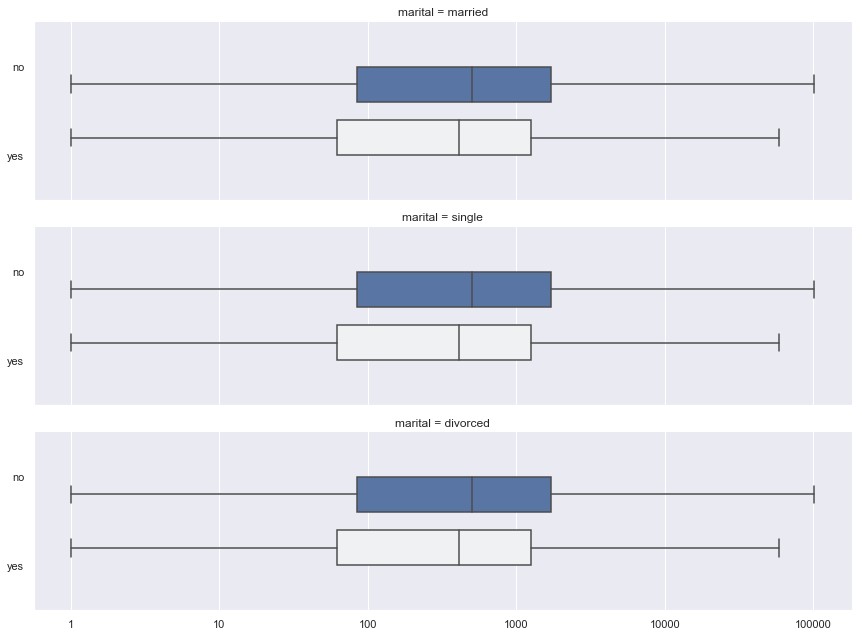 marital = married
no
yes
marital = single
no
yes
marital = divorced
no
yes
1 10 100 1000 10000 100000